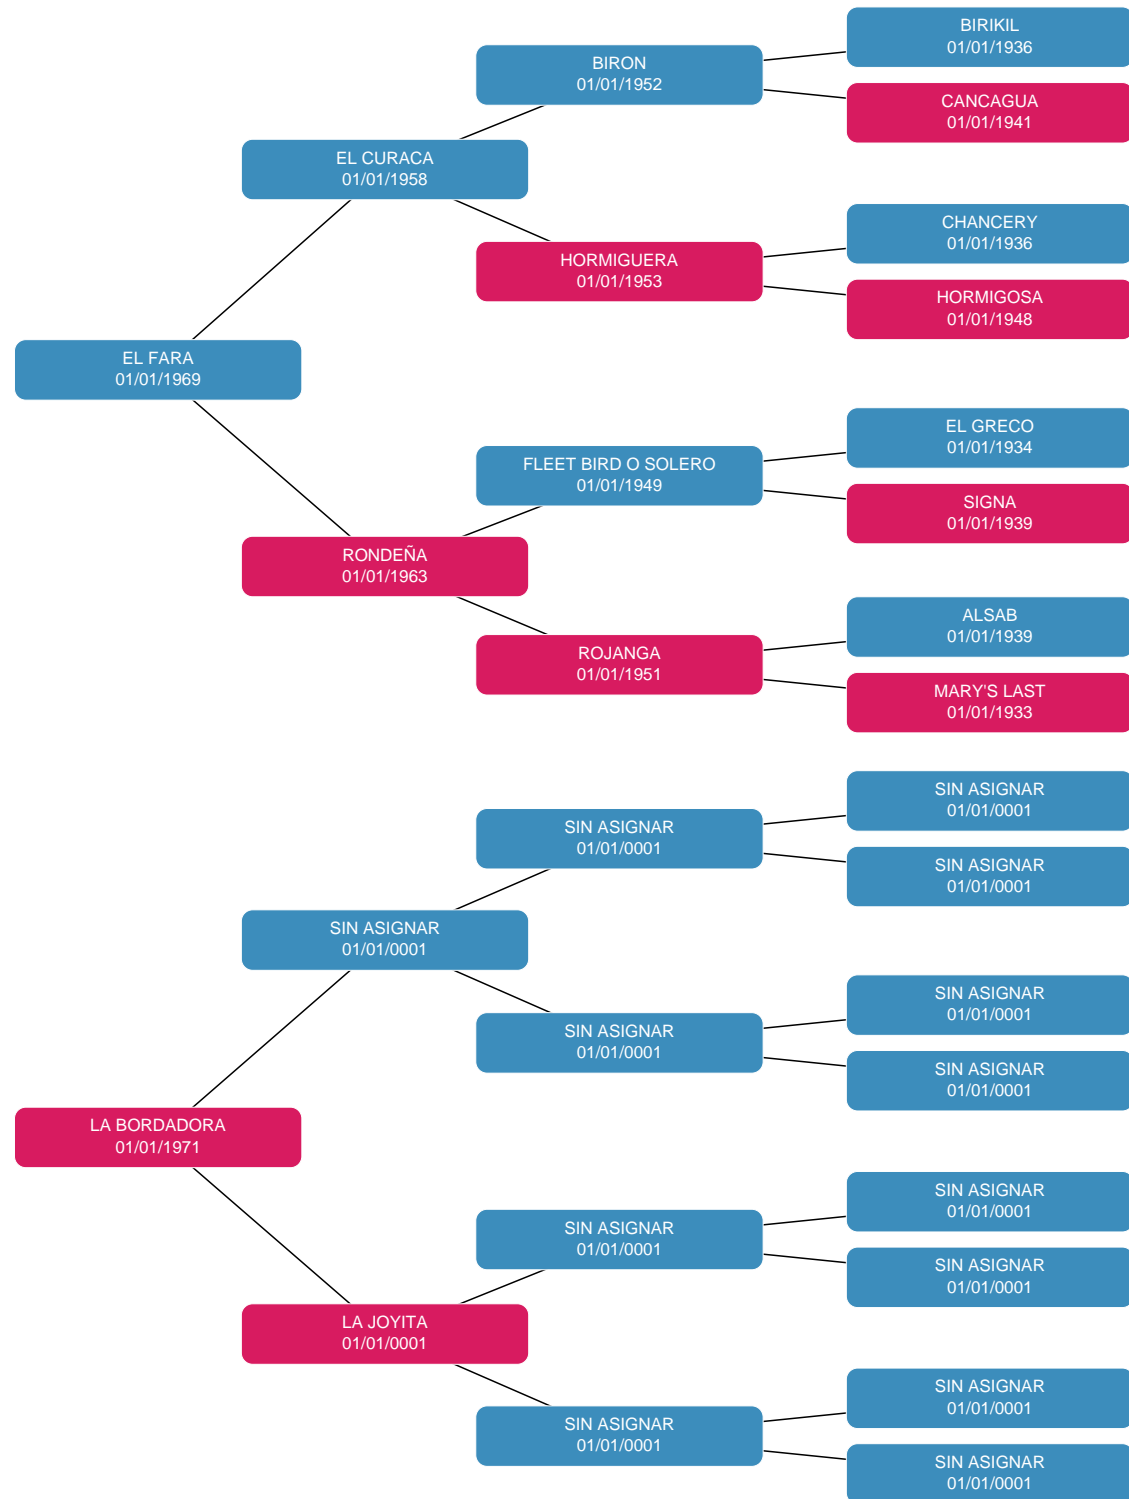 BIRIKIL
01/01/1936
BIRON
01/01/1952
CANCAGUA
01/01/1941
EL CURACA
01/01/1958
CHANCERY
01/01/1936
HORMIGUERA
01/01/1953
HORMIGOSA
01/01/1948
EL FARA
01/01/1969
EL GRECO
01/01/1934
FLEET BIRD O SOLERO
01/01/1949
SIGNA
01/01/1939
RONDEÑA
01/01/1963
ALSAB
01/01/1939
ROJANGA
01/01/1951
MARY'S LAST
01/01/1933
SIN ASIGNAR
01/01/0001
SIN ASIGNAR
01/01/0001
SIN ASIGNAR
01/01/0001
SIN ASIGNAR
01/01/0001
SIN ASIGNAR
01/01/0001
SIN ASIGNAR
01/01/0001
SIN ASIGNAR
01/01/0001
LA BORDADORA
01/01/1971
SIN ASIGNAR
01/01/0001
SIN ASIGNAR
01/01/0001
SIN ASIGNAR
01/01/0001
LA JOYITA
01/01/0001
SIN ASIGNAR
01/01/0001
SIN ASIGNAR
01/01/0001
SIN ASIGNAR
01/01/0001